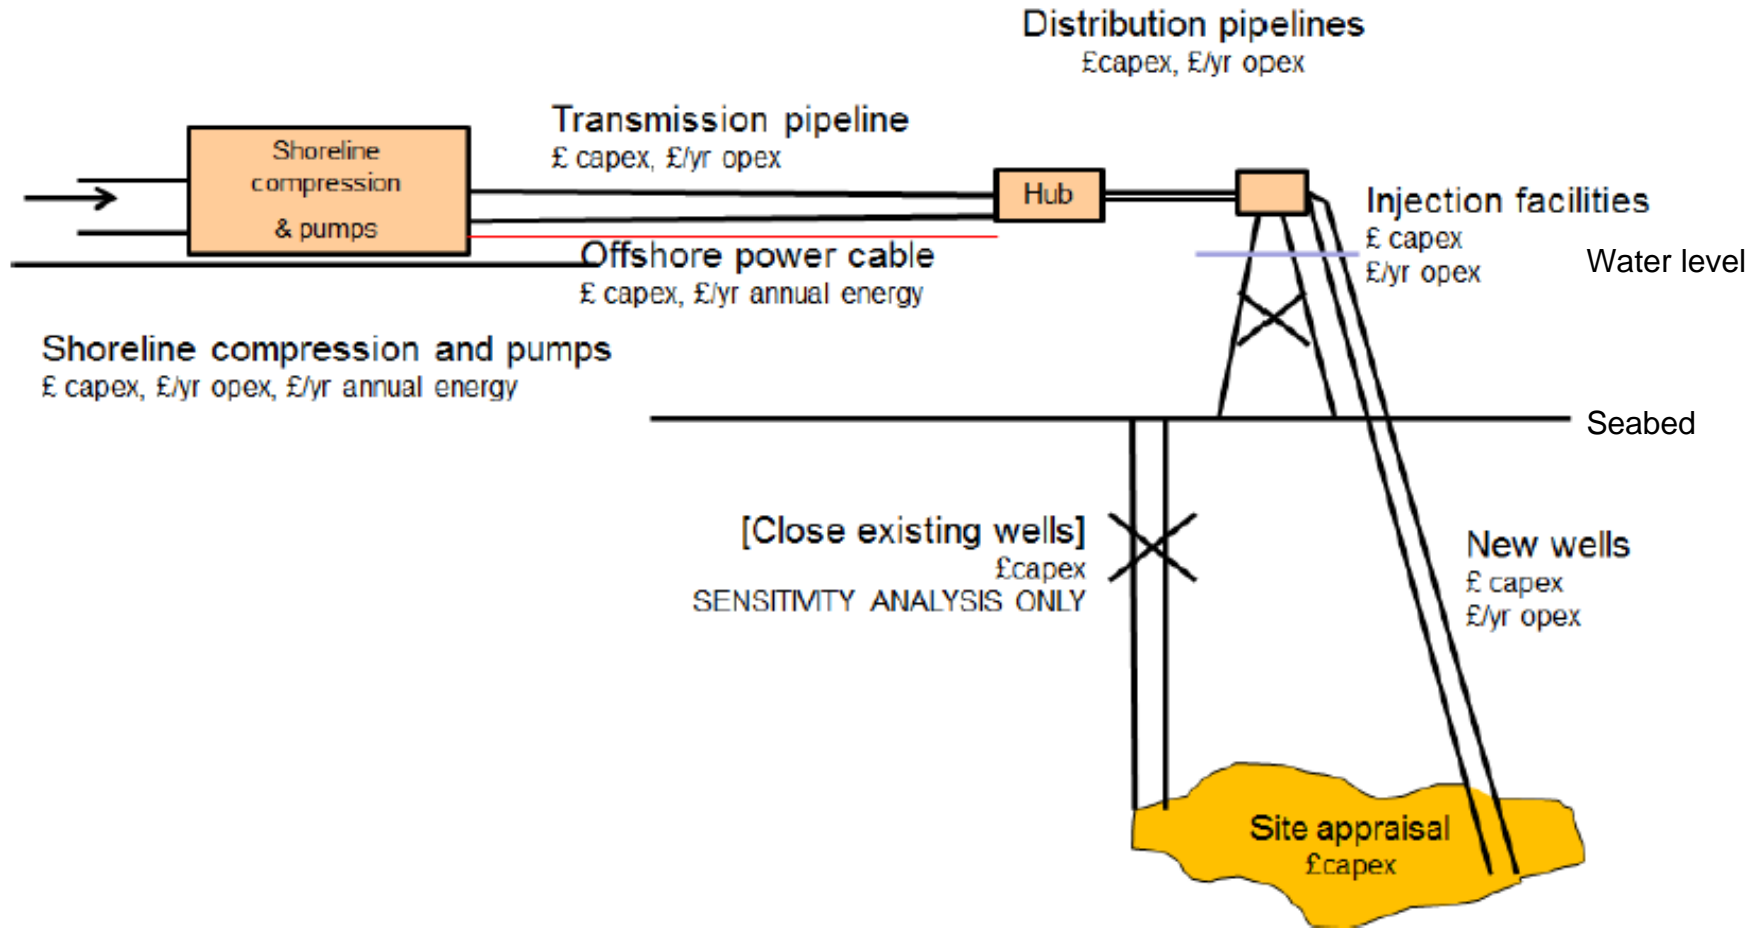 Distribution pipelines
£capex, £/yr opex
Transmission pipeline
£ capex, £/yr opex
Shoreline
compression
& pumps
Hub
Injection facilities
£ capex
£/yr opex
Water level
Offshore power cable
£ capex, £/yr annual energy
Shoreline compression and pumps
£ capex, £/yr opex, £/yr annual energy
Seabed
[Close existing wells]
£capex
SENSITIVITY ANALYSIS ONLY
New wells
£ capex
£/yr opex
Site appraisal
£capex